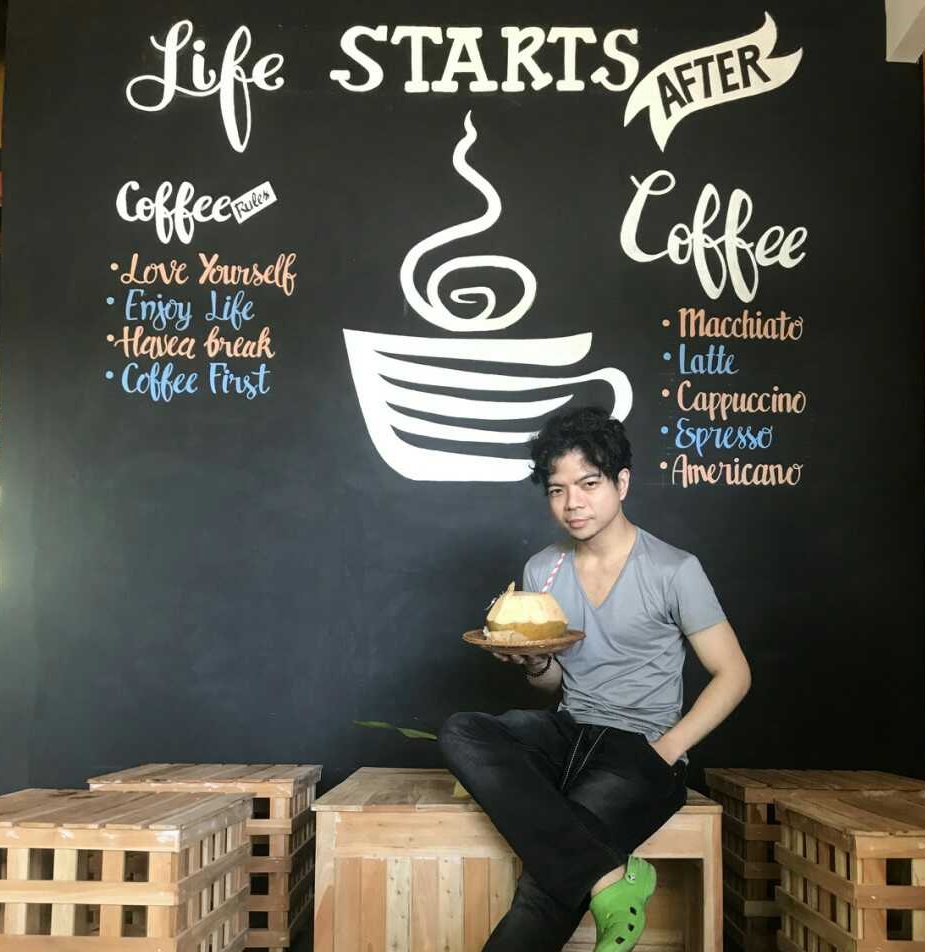 Life STARTS AFTER
Coffee
Coffee Rules
• Love Yourself
• Enjoy Life
• Havea break
• Coffee First
• Macchiato
• Latte
• Cappuccino
• Espresso
• Americano